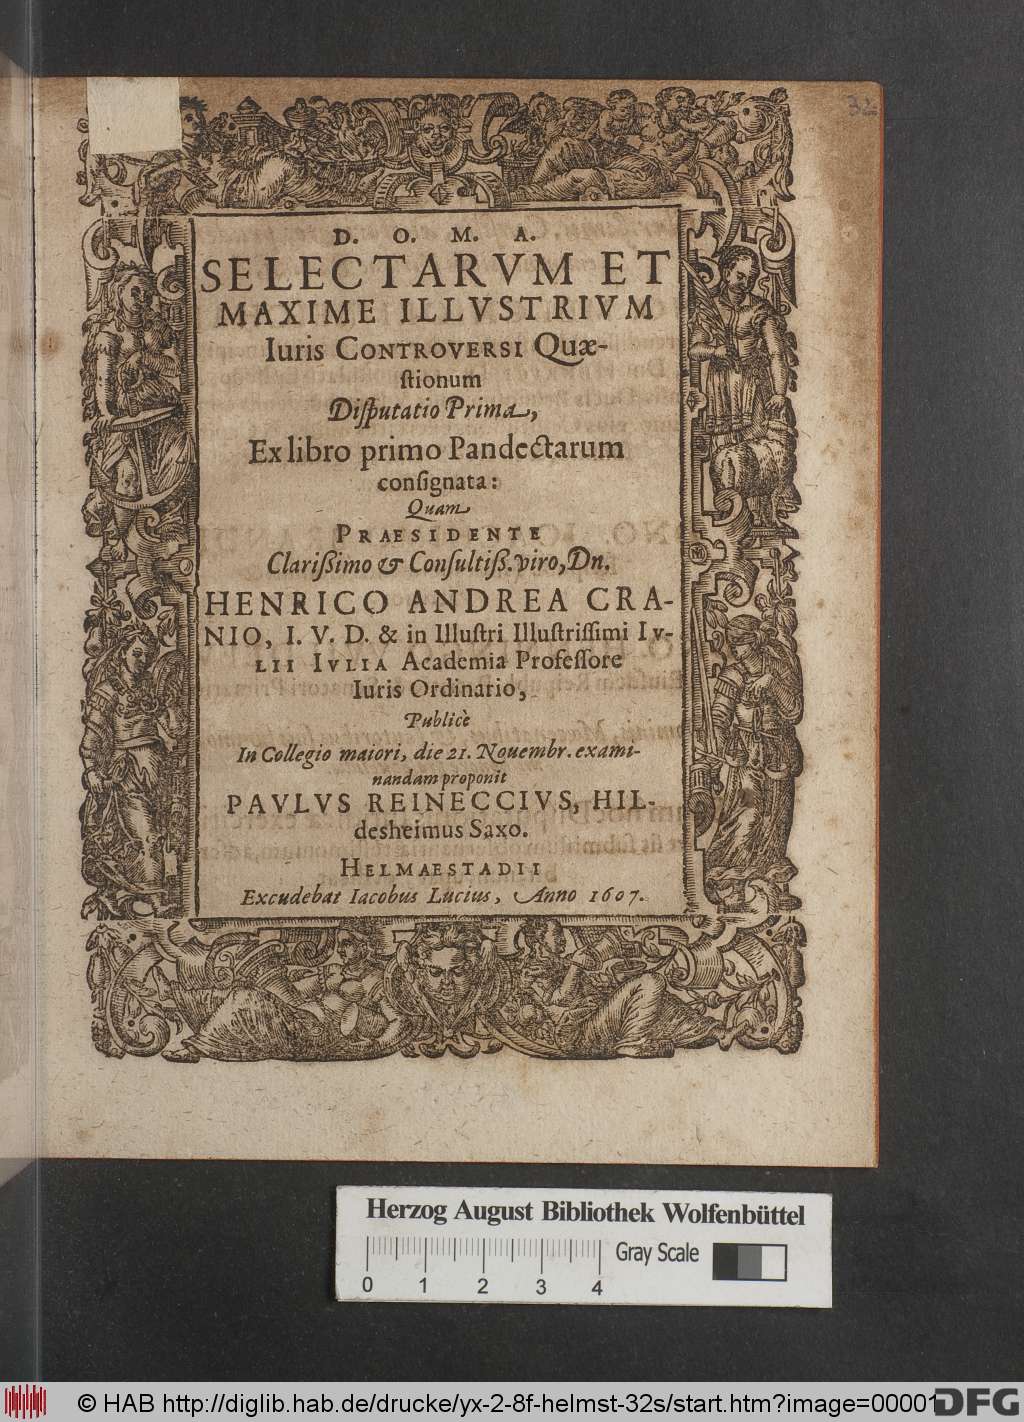 32
D. O. M. A.
SELECTARVM ET
MAXIME ILLVSTRIVM
Iuris CONTROVERSI Quæ-
ſtionum
Diſputatio Prima,
Ex libro primo Pandectarum
conſignata:
Quam
PRAESIDENTE
Clarißimo & Conſultiß. viro, Dn.
HENRICO ANDREA CRA-
NIO, I. V. D. & in Illuſtri Illuſtriſſimi IV-
LII IVLIA Academia Profeſſore
Iuris Ordinario,
Publicè
In Collegio maiori, die 21. Nouembr. exami-
nandam proponit
PAVLVS REINECCIVS, HIL-
desheimus Saxo.
HELMAESTADII
Excudebat Iacobus Lucius, Anno 1607.
Herzog August Bibliothek Wolfenbüttel
Gray Scale
0 1 2 3 4
© HAB http://diglib.hab.de/drucke/yx-2-8f-helmst-32s/start.htm?image=00001
DFG